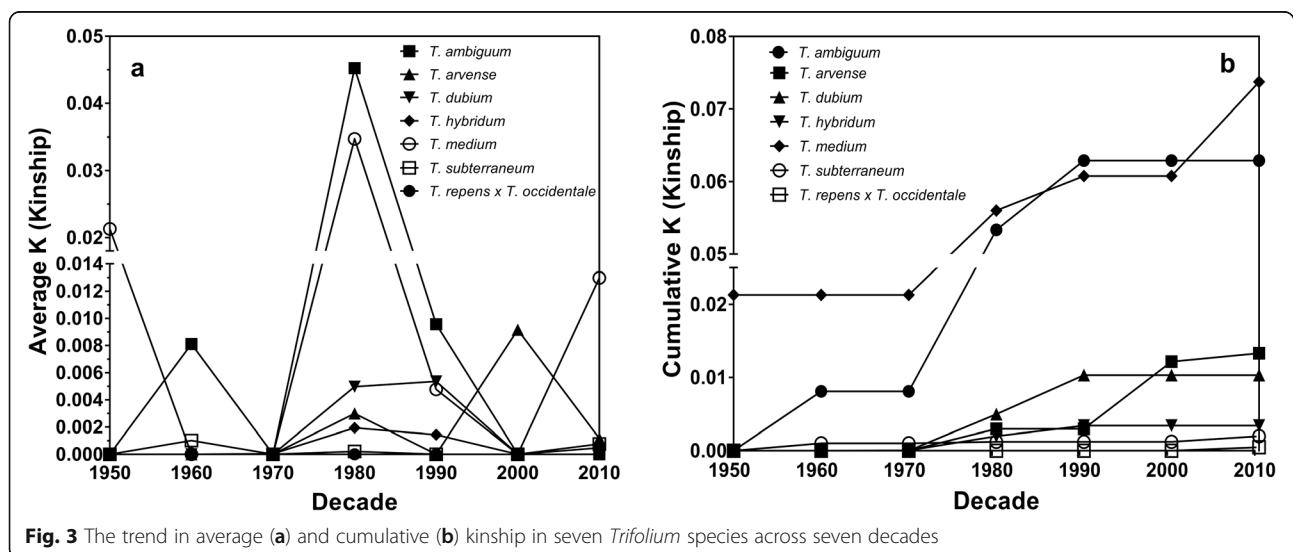 a
0.05
0.04
0.03
0.02
0.014
0.012
0.010
0.008
0.006
0.004
0.002
0.000
Average K (Kinship)
T. ambiguum
T. arvense
T. dubium
T. hybridum
T. medium
T. subterraneum
T. repens x T. occidentale
1950 1960 1970 1980 1990 2000 2010
Decade
b
0.08
0.07
0.06
0.05
0.02
0.01
0.00
Cumulative K (Kinship)
T. ambiguum
T. arvense
T. dubium
T. hybridum
T. medium
T. subterraneum
T. repens x T. occidentale
1950 1960 1970 1980 1990 2000 2010
Decade
Fig. 3 The trend in average (a) and cumulative (b) kinship in seven Trifolium species across seven decades